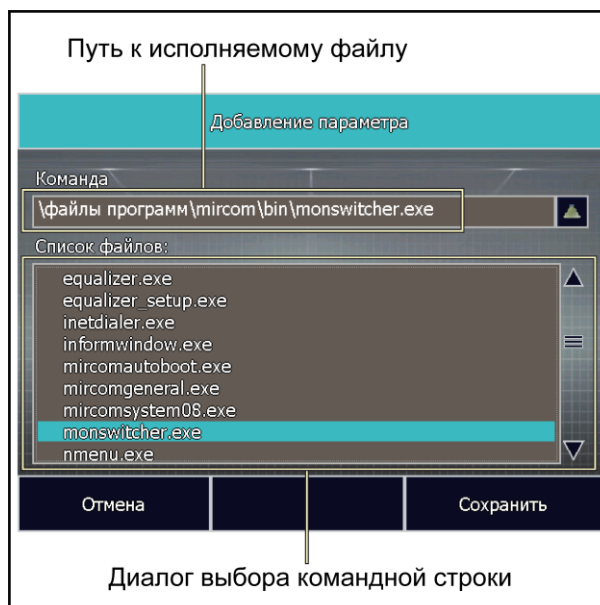 Путь к исполняемому файлу
Добавление параметра
Команда
\файлы программ\mircom\bin\monswitcher.exe
Список файлов:
equalizer.exe
equalizer_setup.exe
inetdialer.exe
informwindow.exe
mircomautoboot.exe
mircomgeneral.exe
mircomsystem08.exe
monswitcher.exe
nmenu.exe
Отмена
Сохранить
Диалог выбора командной строки